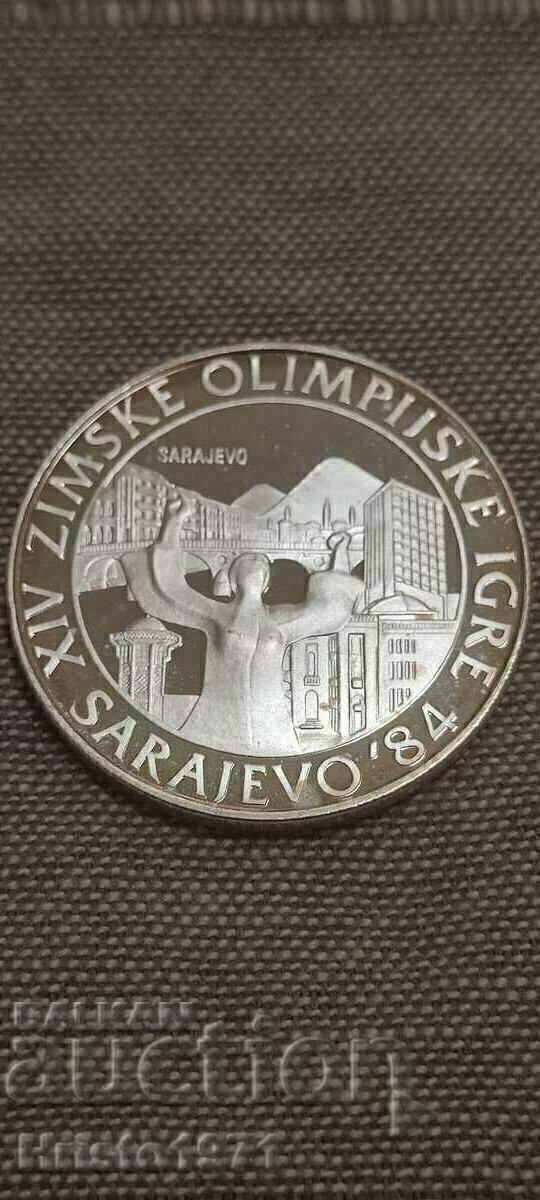 XIV ZIMSKE OLIMPIJSKE IGRE
SARAJEVO
SARAJEVO '84
BALKAN
auction
Hristo1971